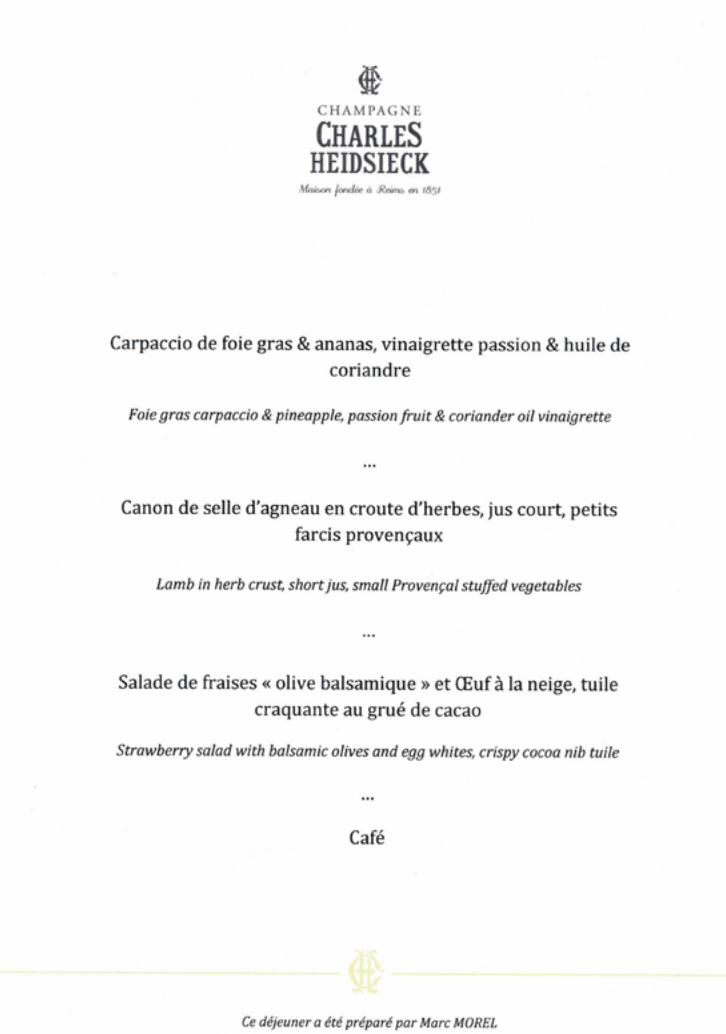 CHAMPAGNE
CHARLES
HEIDSIECK
Maison fondée à Reims en 1851
Carpaccio de foie gras & ananas, vinaigrette passion & huile de
coriandre
Foie gras carpaccio & pineapple, passion fruit & coriander oil vinaigrette
...
Canon de selle d'agneau en croute d'herbes, jus court, petits
farcis provençaux
Lamb in herb crust, short jus, small Provençal stuffed vegetables
...
Salade de fraises « olive balsamique » et Œuf à la neige, tuile
craquante au grué de cacao
Strawberry salad with balsamic olives and egg whites, crispy cocoa nib tuile
...
Café
Ce déjeuner a été préparé par Marc MOREL